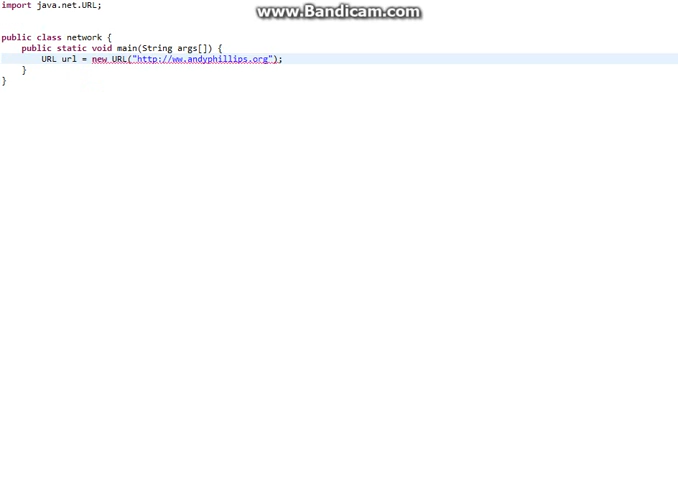 import java.net.URL;
www.Bandicam.com
public class network {
public static void main(String args[]) {
URL url = new URL("http://ww.andyphillips.org");
}
}